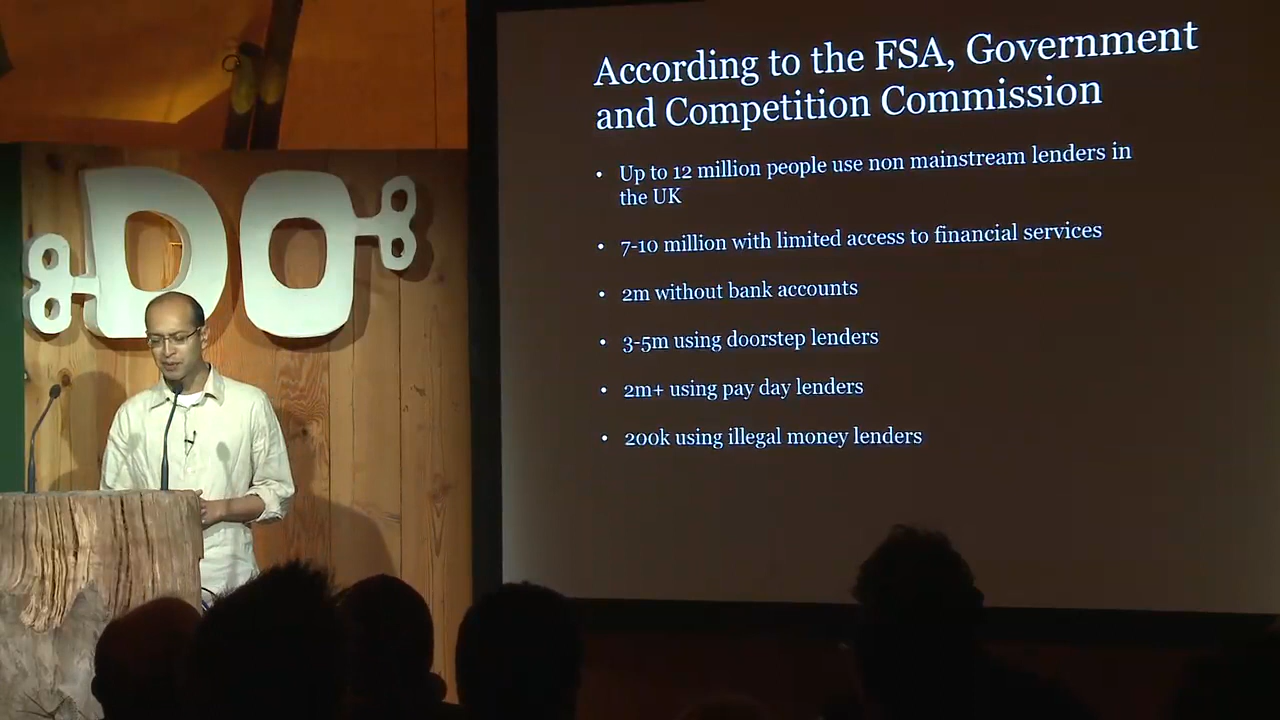 DO
According to the FSA, Government
and Competition Commission
• Up to 12 million people use non mainstream lenders in
the UK
• 7-10 million with limited access to financial services
• 2m without bank accounts
• 3-5m using doorstep lenders
• 2m+ using pay day lenders
• 200k using illegal money lenders